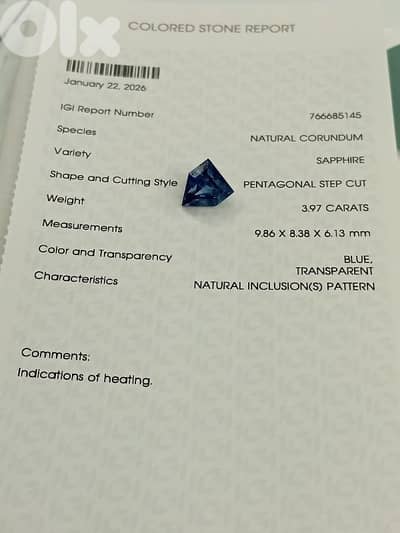 OLX
COLORED STONE REPORT
January 22, 2026
IGI Report Number 766685145
Species NATURAL CORUNDUM
Variety SAPPHIRE
Shape and Cutting Style PENTAGONAL STEP CUT
Weight 3.97 CARATS
Measurements 9.86 X 8.38 X 6.13 mm
Color and Transparency BLUE,
TRANSPARENT
Characteristics NATURAL INCLUSION(S) PATTERN
Comments:
Indications of heating.